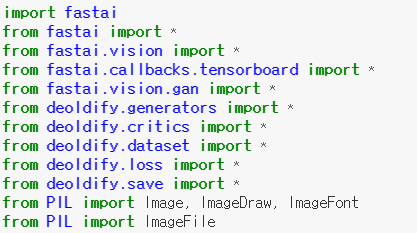 import fastai
from fastai import *
from fastai.vision import *
from fastai.callbacks.tensorboard import *
from fastai.vision.gan import *
from deoldify.generators import *
from deoldify.critics import *
from deoldify.dataset import *
from deoldify.loss import *
from deoldify.save import *
from PIL import Image, ImageDraw, ImageFont
from PIL import ImageFile